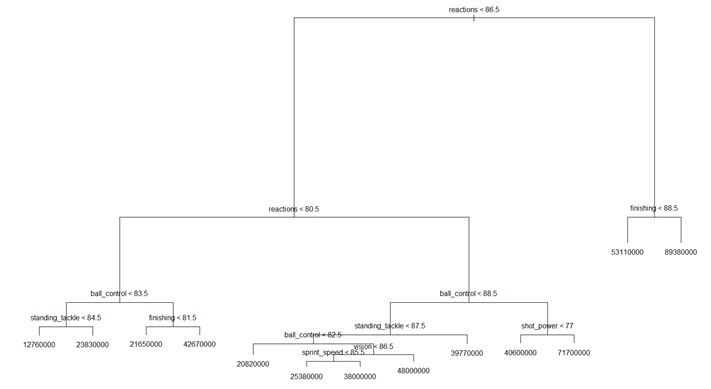 reactions < 86.5
reactions < 80.5
finishing < 88.5
53110000
89380000
ball_control < 83.5
ball_control < 88.5
standing_tackle < 84.5
finishing < 81.5
standing_tackle < 87.5
shot_power < 77
12760000
23830000
21650000
42670000
ball_control < 82.5
39770000
40600000
71700000
vision < 86.5
20820000
sprint_speed < 85.5
48000000
25380000
38000000